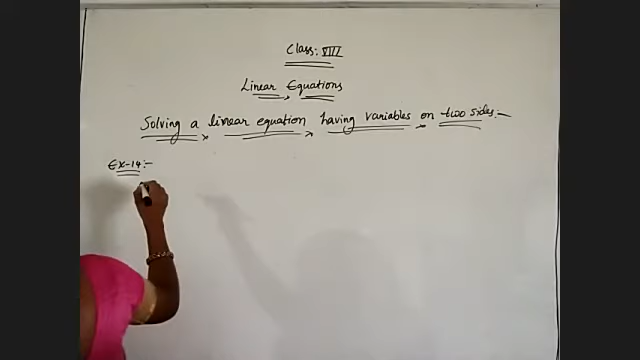 Class: VIII
Linear Equations
Solving a linear equation having variables on two sides:-
Ex-14:-